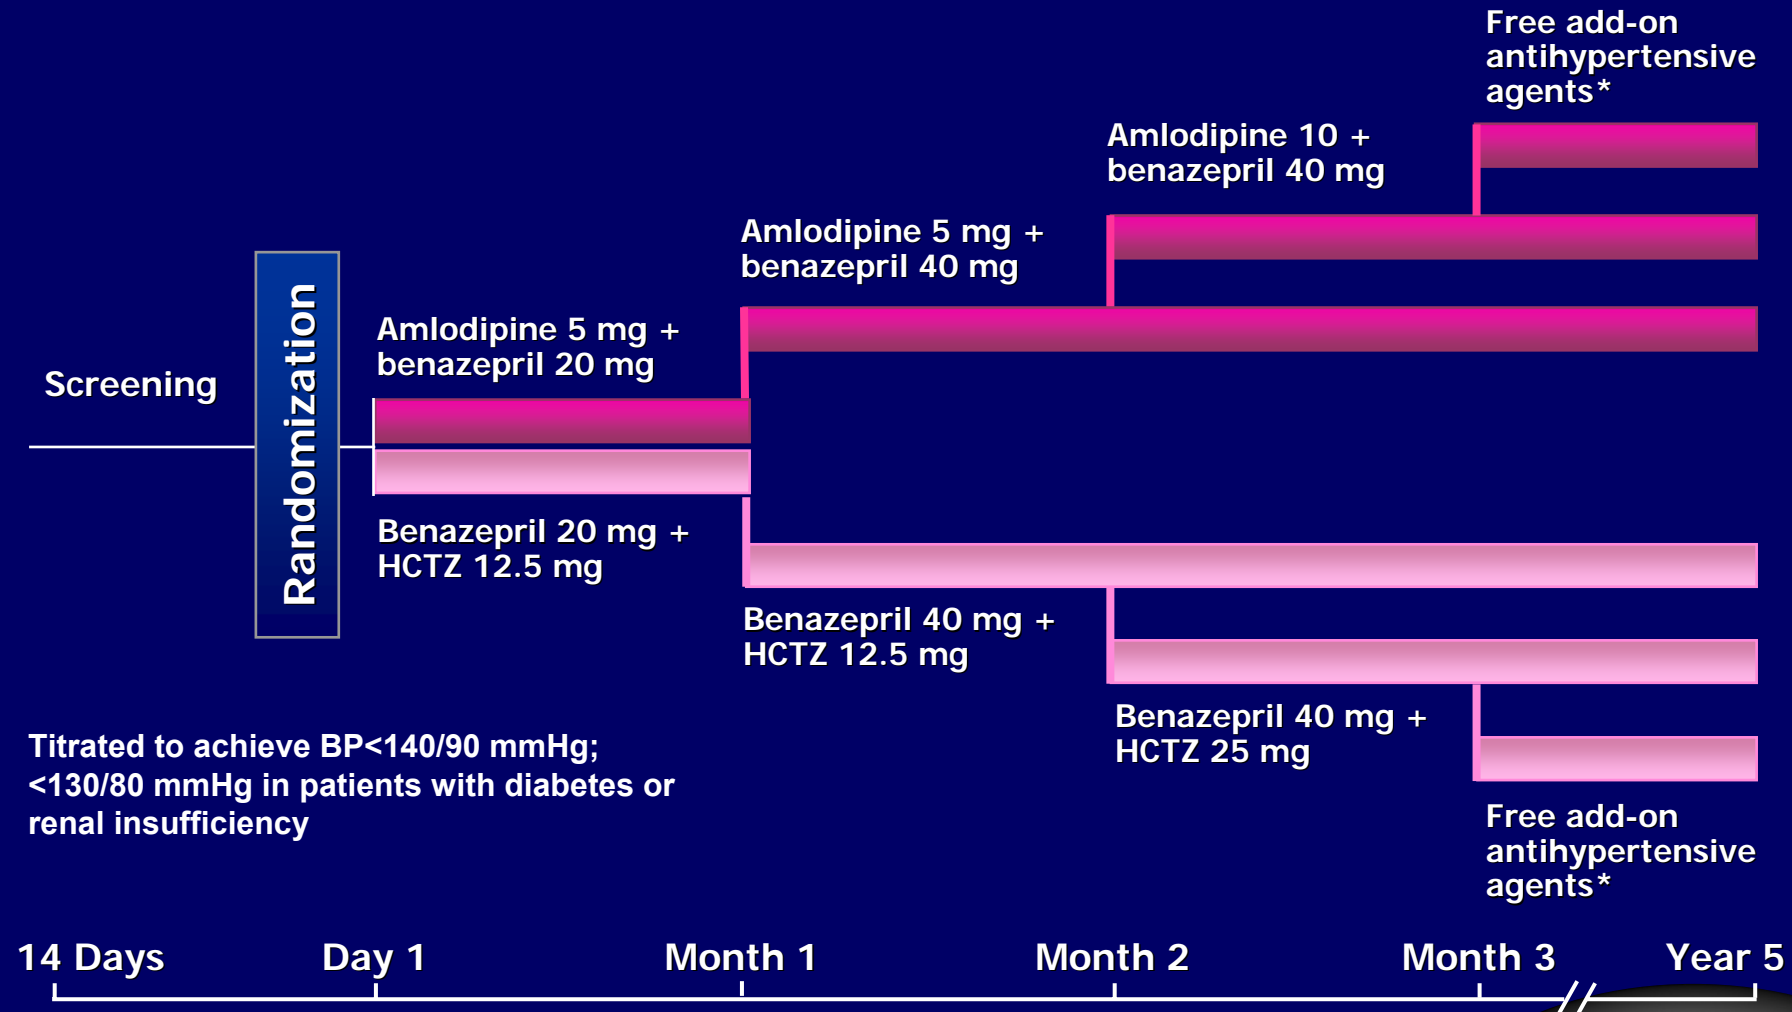 Free add-on
antihypertensive
agents*
Amlodipine 10 +
benazepril 40 mg
Amlodipine 5 mg +
benazepril 40 mg
Amlodipine 5 mg +
benazepril 20 mg
Screening
Randomization
Benazepril 20 mg +
HCTZ 12.5 mg
Benazepril 40 mg +
HCTZ 12.5 mg
Benazepril 40 mg +
HCTZ 25 mg
Titrated to achieve BP<140/90 mmHg;
<130/80 mmHg in patients with diabetes or
renal insufficiency
Free add-on
antihypertensive
agents*
14 Days Day 1 Month 1 Month 2 Month 3 Year 5